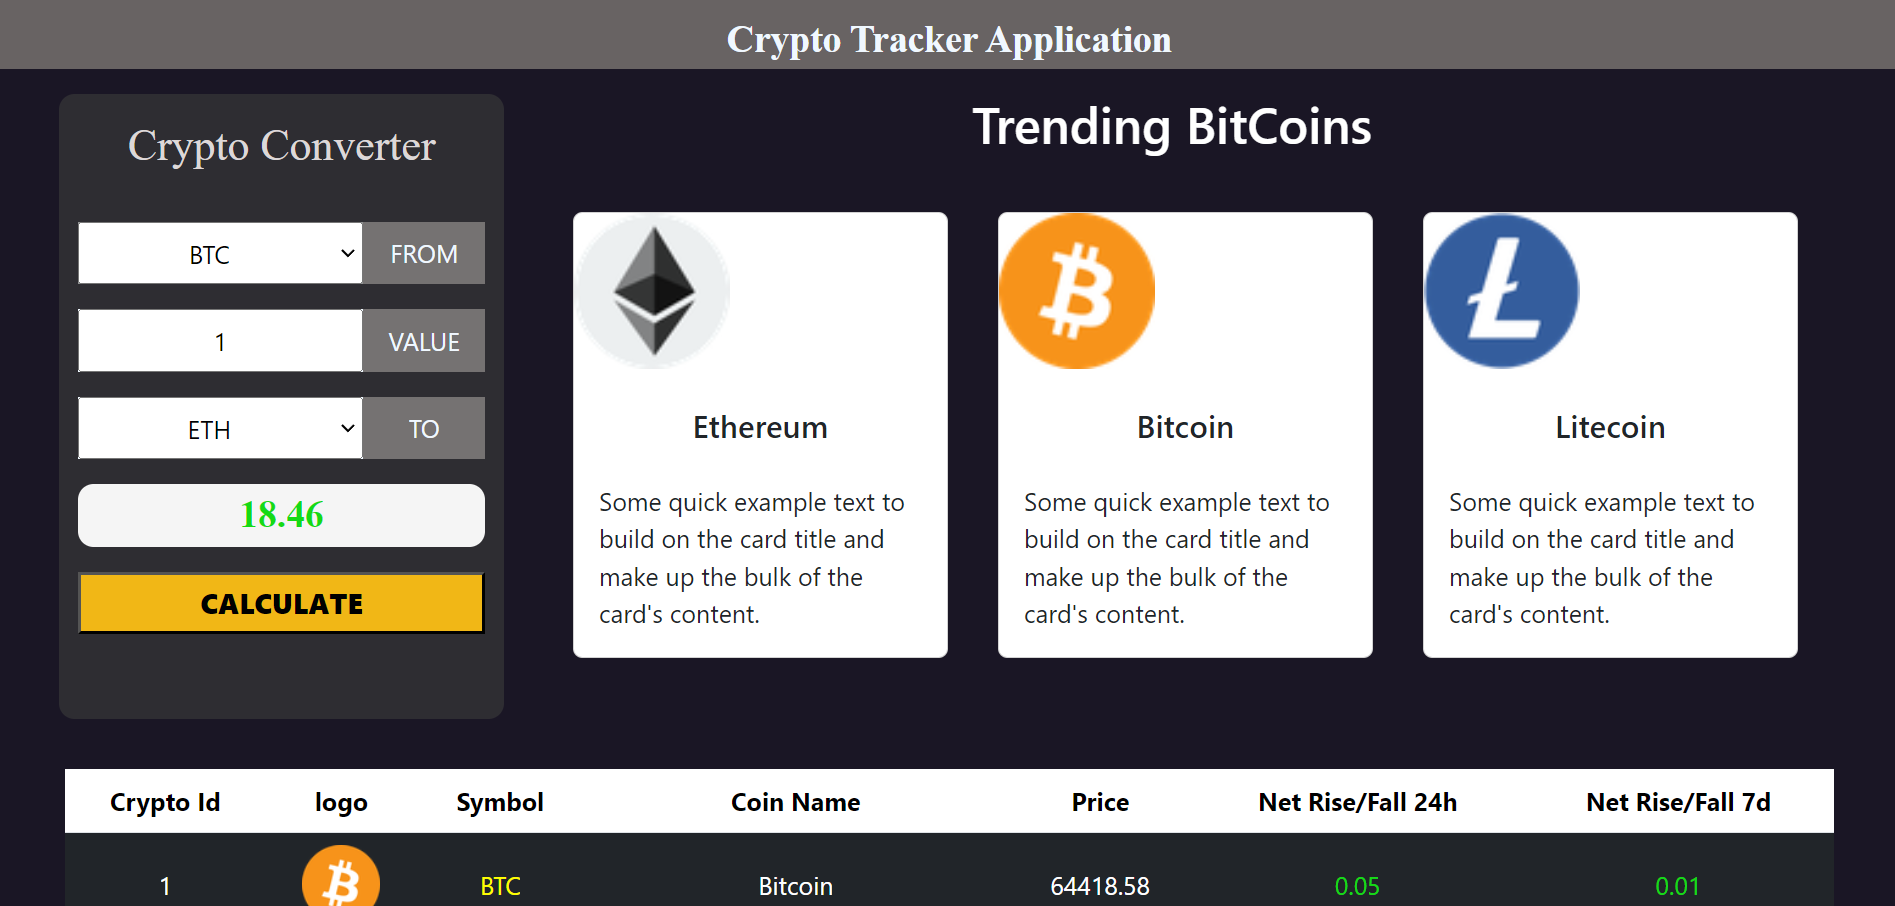 Crypto Tracker Application
Crypto Converter
BTC FROM
1 VALUE
ETH TO
18.46
CALCULATE
Trending BitCoins
Ethereum
Some quick example text to
build on the card title and
make up the bulk of the
card's content.
Bitcoin
Some quick example text to
build on the card title and
make up the bulk of the
card's content.
Litecoin
Some quick example text to
build on the card title and
make up the bulk of the
card's content.
Crypto Id logo Symbol Coin Name Price Net Rise/Fall 24h Net Rise/Fall 7d
1 BTC Bitcoin 64418.58 0.05 0.01